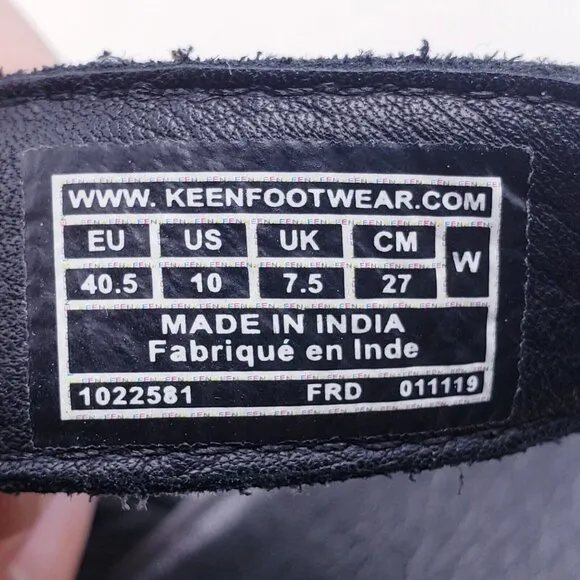 WWW. KEENFOOTWEAR.COM
EU US UK CM W
40.5 10 7.5 27
MADE IN INDIA
Fabriqué en Inde
1022581 FRD 011119